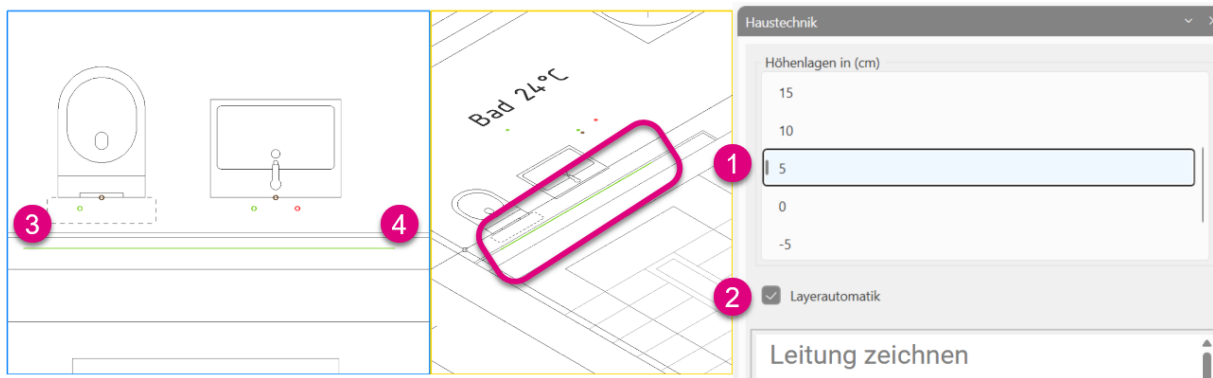 3
4
Bad 24°C
Haustechnik
Höhenlagen in (cm)
15
10
1
5
0
-5
2
Layerautomatik
Leitung zeichnen